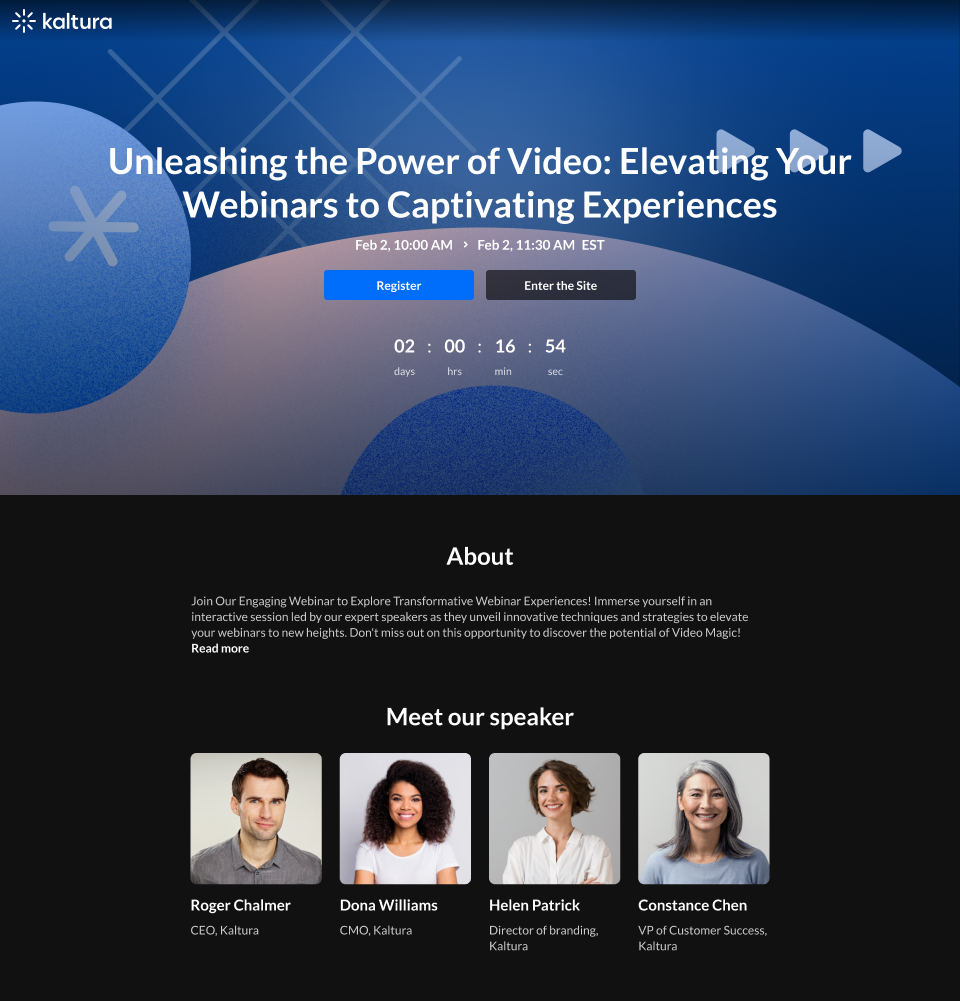 kaltura
Unleashing the Power of Video: Elevating Your
Webinars to Captivating Experiences
Feb 2, 10:00 AM > Feb 2, 11:30 AM EST
Register
Enter the Site
02 : 00 : 16 : 54
days hrs min sec
About
Join Our Engaging Webinar to Explore Transformative Webinar Experiences! Immerse yourself in an
interactive session led by our expert speakers as they unveil innovative techniques and strategies to elevate
your webinars to new heights. Don't miss out on this opportunity to discover the potential of Video Magic!
Read more
Meet our speaker
Roger Chalmer
CEO, Kaltura
Dona Williams
CMO, Kaltura
Helen Patrick
Director of branding,
Kaltura
Constance Chen
VP of Customer Success,
Kaltura